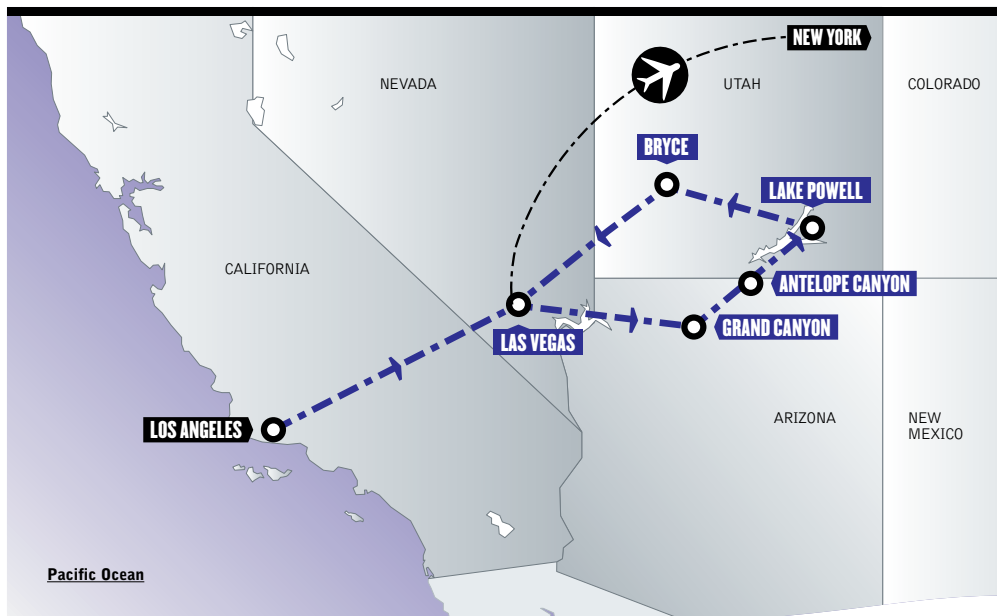 NEW YORK
NEVADA
UTAH
COLORADO
BRYCE
LAKE POWELL
CALIFORNIA
ANTELOPE CANYON
LAS VEGAS
GRAND CANYON
LOS ANGELES
ARIZONA
NEW
MEXICO
Pacific Ocean